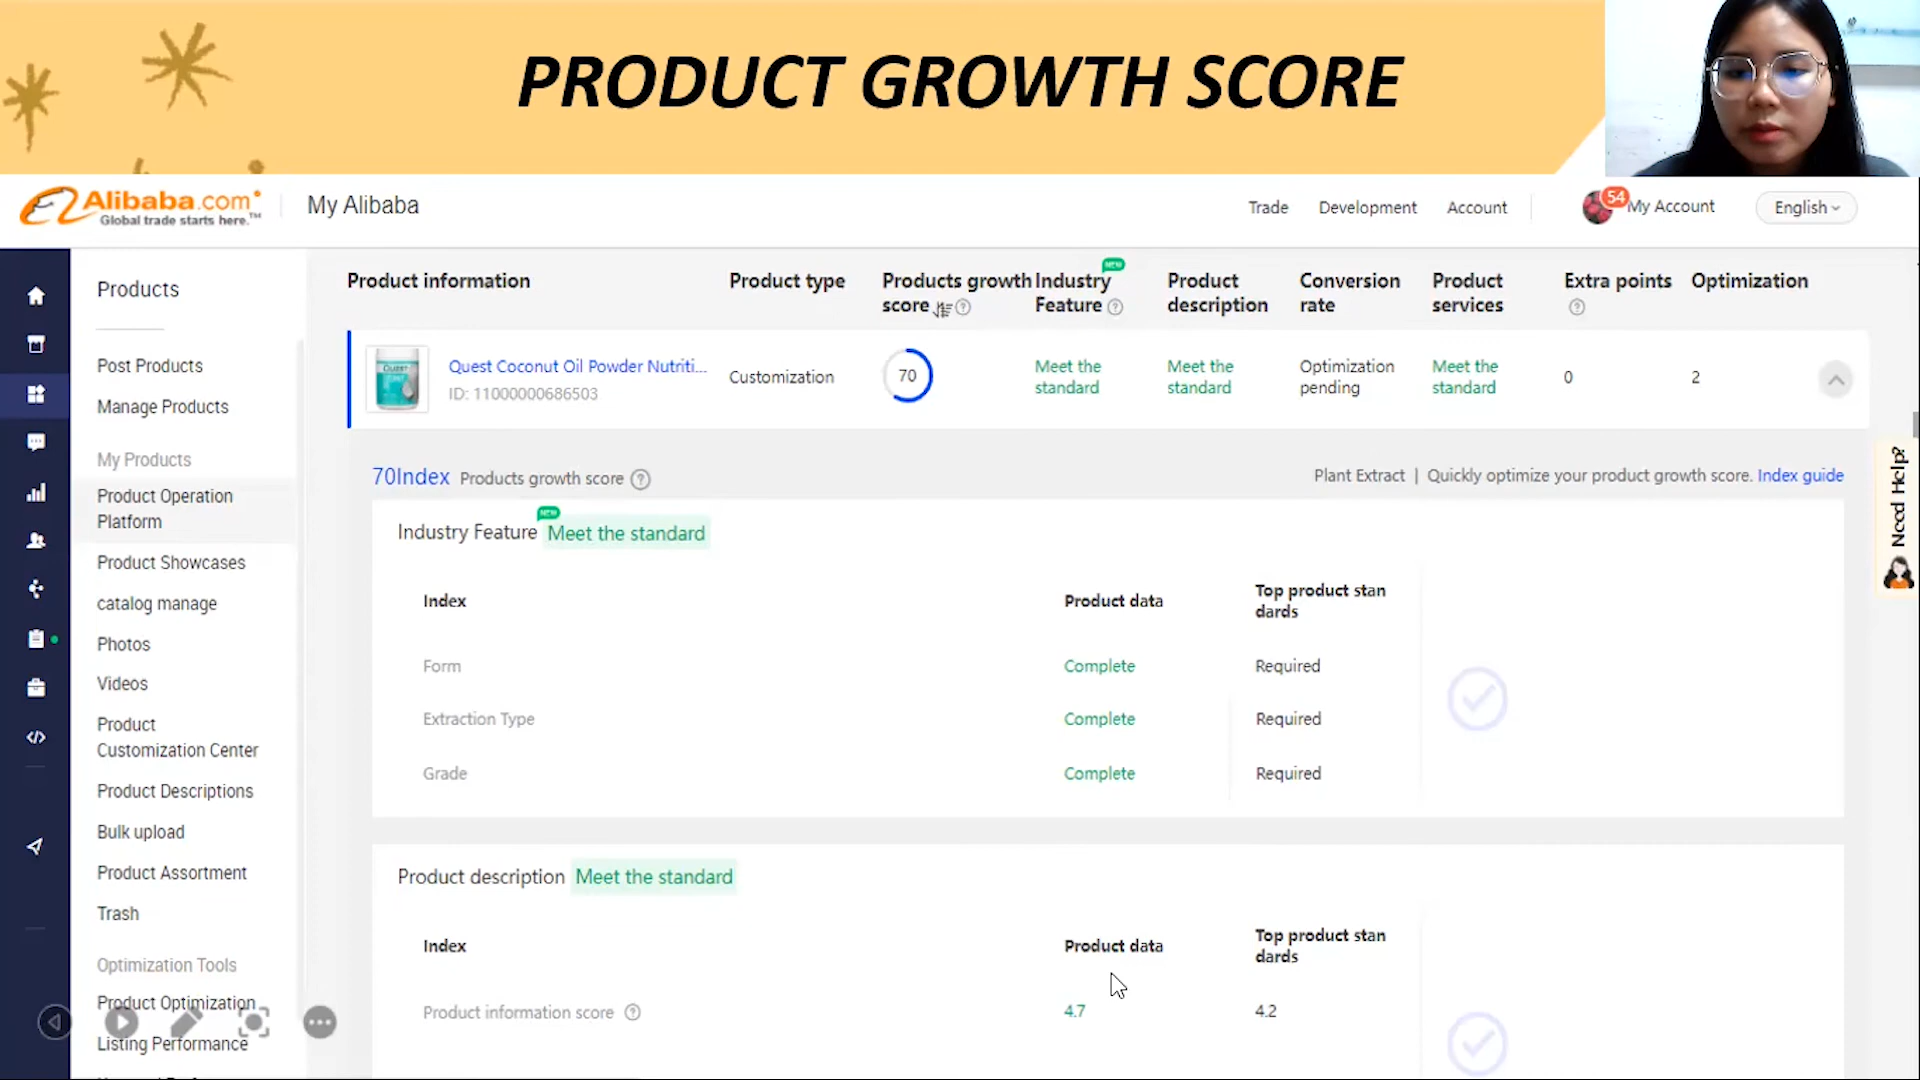 PRODUCT GROWTH SCORE
Alibaba.com
Global trade starts here.™
My Alibaba
Trade
Development
Account
54
My Account
English
Products
Post Products
Manage Products
My Products
Product Operation
Platform
Product Showcases
catalog manage
Photos
Videos
Product
Customization Center
Product Descriptions
Bulk upload
Product Assortment
Trash
Optimization Tools
Product Optimization
Listing Performance
Product information
Product type
Products growth
score
NEW
Industry
Feature
Product
description
Conversion
rate
Product
services
Extra points
Optimization
QUEST
Quest Coconut Oil Powder Nutriti...
ID: 11000000686503
Customization
70
Meet the
standard
Meet the
standard
Optimization
pending
Meet the
standard
0
2
70Index Products growth score
Plant Extract | Quickly optimize your product growth score. Index guide
Need Help?
NEW
Industry Feature Meet the standard
Index
Product data
Top product stan
dards
Form
Complete
Required
Extraction Type
Complete
Required
Grade
Complete
Required
Product description Meet the standard
Index
Product data
Top product stan
dards
Product information score
4.7
4.2